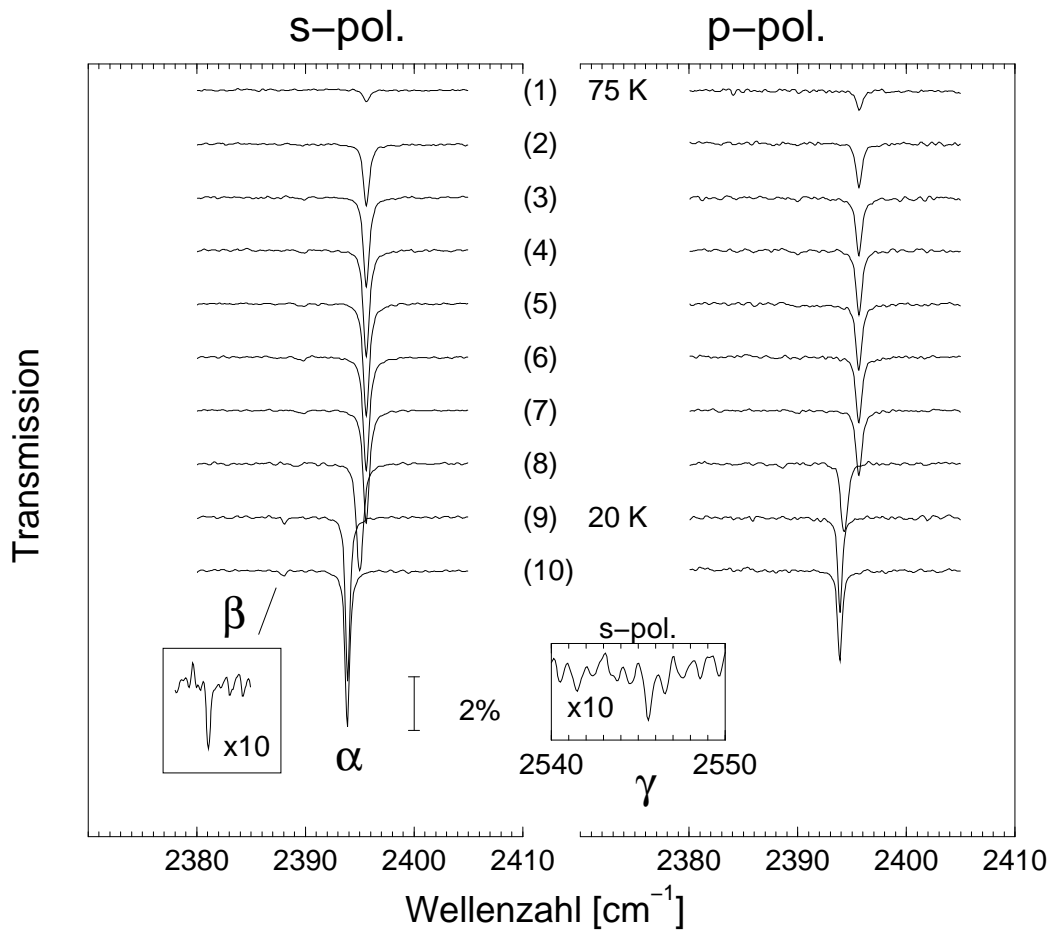 s−pol. p−pol.
(1) 75 K
(2)
(3)
(4)
(5)
(6)
(7)
(8)
(9) 20 K
(10)
Transmission
β
x10
2%
α
s−pol.
x10
2540 2550
γ
2380 2390 2400 2410 2380 2390 2400 2410
Wellenzahl [cm⁻¹]